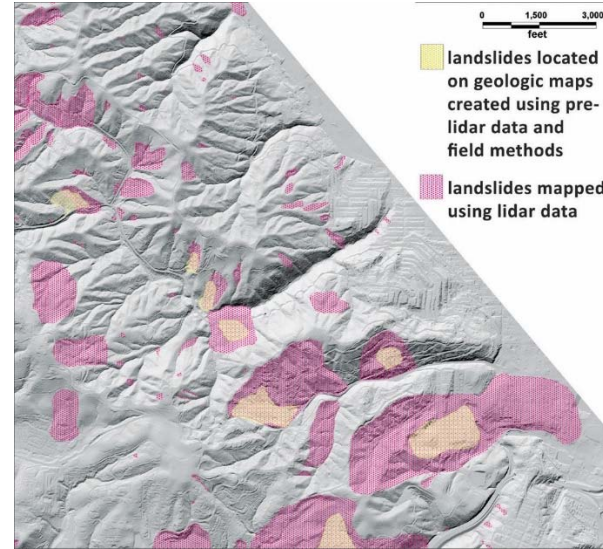 0 1,500 3,000
feet
landslides located
on geologic maps
created using pre-
lidar data and
field methods
landslides mapped
using lidar data